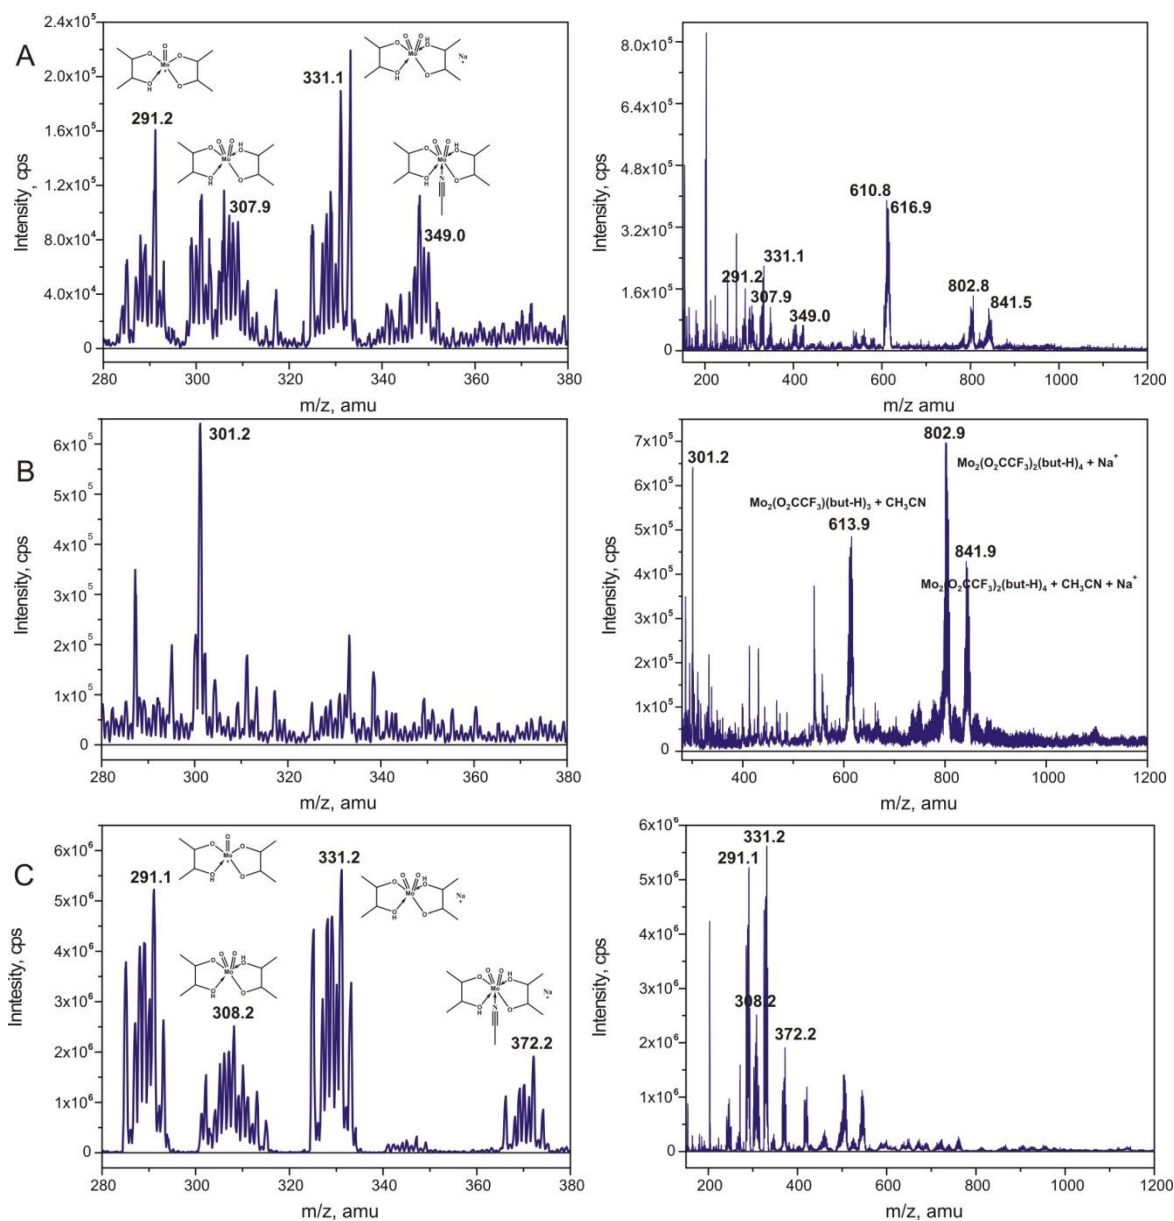 A
Intensity, cps
2.4x10⁵
2.0x10⁵
1.6x10⁵
1.2x10⁵
8.0x10⁴
4.0x10⁴
0
291.2
307.9
331.1
349.0
Na
+
280 300 320 340 360 380
m/z, amu
Intensity, cps
8.0x10⁵
6.4x10⁵
4.8x10⁵
3.2x10⁵
1.6x10⁵
0
291.2
307.9
331.1
349.0
610.8
616.9
802.8
841.5
200 400 600 800 1000 1200
m/z, amu
B
Intensity, cps
6x10⁵
5x10⁵
4x10⁵
3x10⁵
2x10⁵
1x10⁵
0
301.2
280 300 320 340 360 380
m/z, amu
Intensity, cps
7x10⁵
6x10⁵
5x10⁵
4x10⁵
3x10⁵
2x10⁵
1x10⁵
0
301.2
802.9
Mo₂(O₂CCF₃)₂(but-H)₄ + Na⁺
Mo₂(O₂CCF₃)(but-H)₃ + CH₃CN
613.9
841.9
Mo₂(O₂CCF₃)₂(but-H)₄ + CH₃CN + Na⁺
400 600 800 1000 1200
m/z, amu
C
Inntesity, cps
6x10⁶
5x10⁶
4x10⁶
3x10⁶
2x10⁶
1x10⁶
0
291.1
308.2
331.2
372.2
Na
+
Na
+
280 300 320 340 360 380
m/z, amu
Intensity, cps
6x10⁶
5x10⁶
4x10⁶
3x10⁶
2x10⁶
1x10⁶
0
331.2
291.1
308.2
372.2
200 400 600 800 1000 1200
m/z, amu